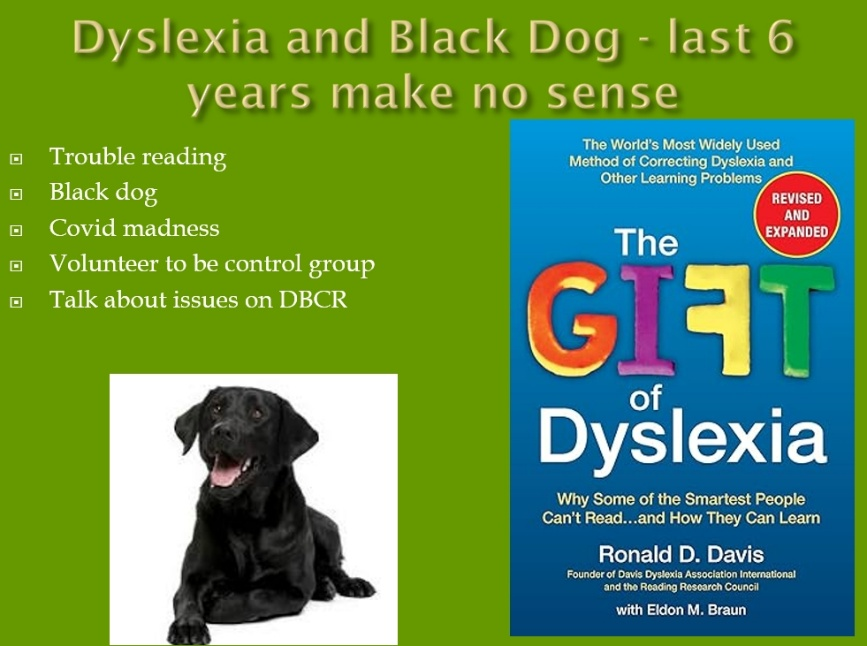 Dyslexia and Black Dog - last 6
years make no sense
Trouble reading
Black dog
Covid madness
Volunteer to be control group
Talk about issues on DBCR
The World's Most Widely Used
Method of Correcting Dyslexia and
Other Learning Problems
REVISED
AND
EXPANDED
The
GIFT
of
Dyslexia
Why Some of the Smartest People
Can't Read...and How They Can Learn
Ronald D. Davis
Founder of Davis Dyslexia Association International
and the Reading Research Council
with Eldon M. Braun